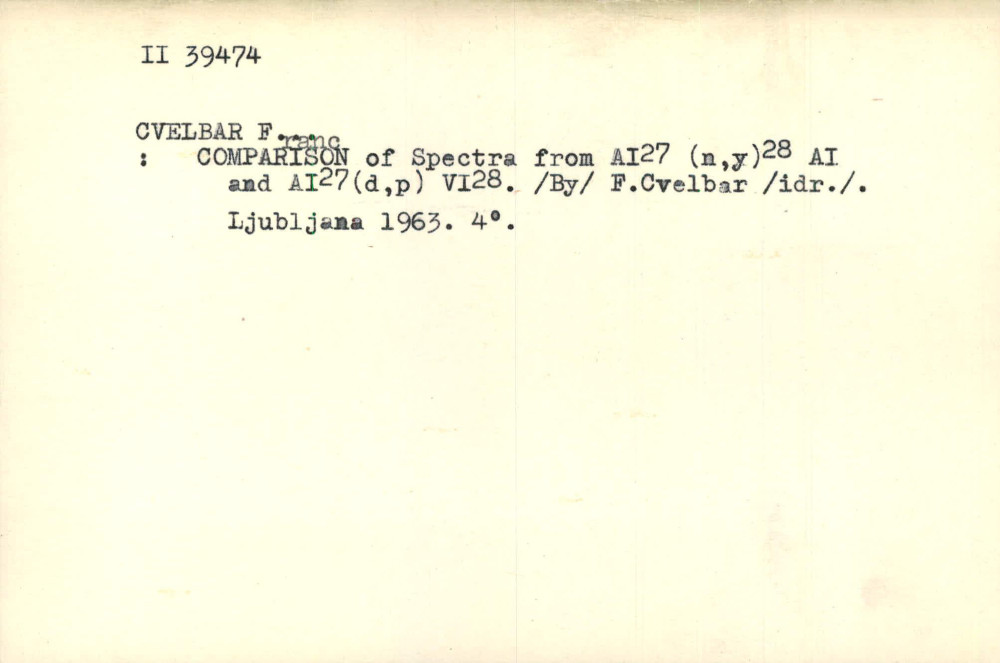 II 39474
CVELBAR F.ranc
: COMPARISON of Spectra from AI27 (n,y)28 AI
and AI27(d,p) VI28. /By/ F.Cvelbar /idr./.
Ljubljana 1963. 4°.